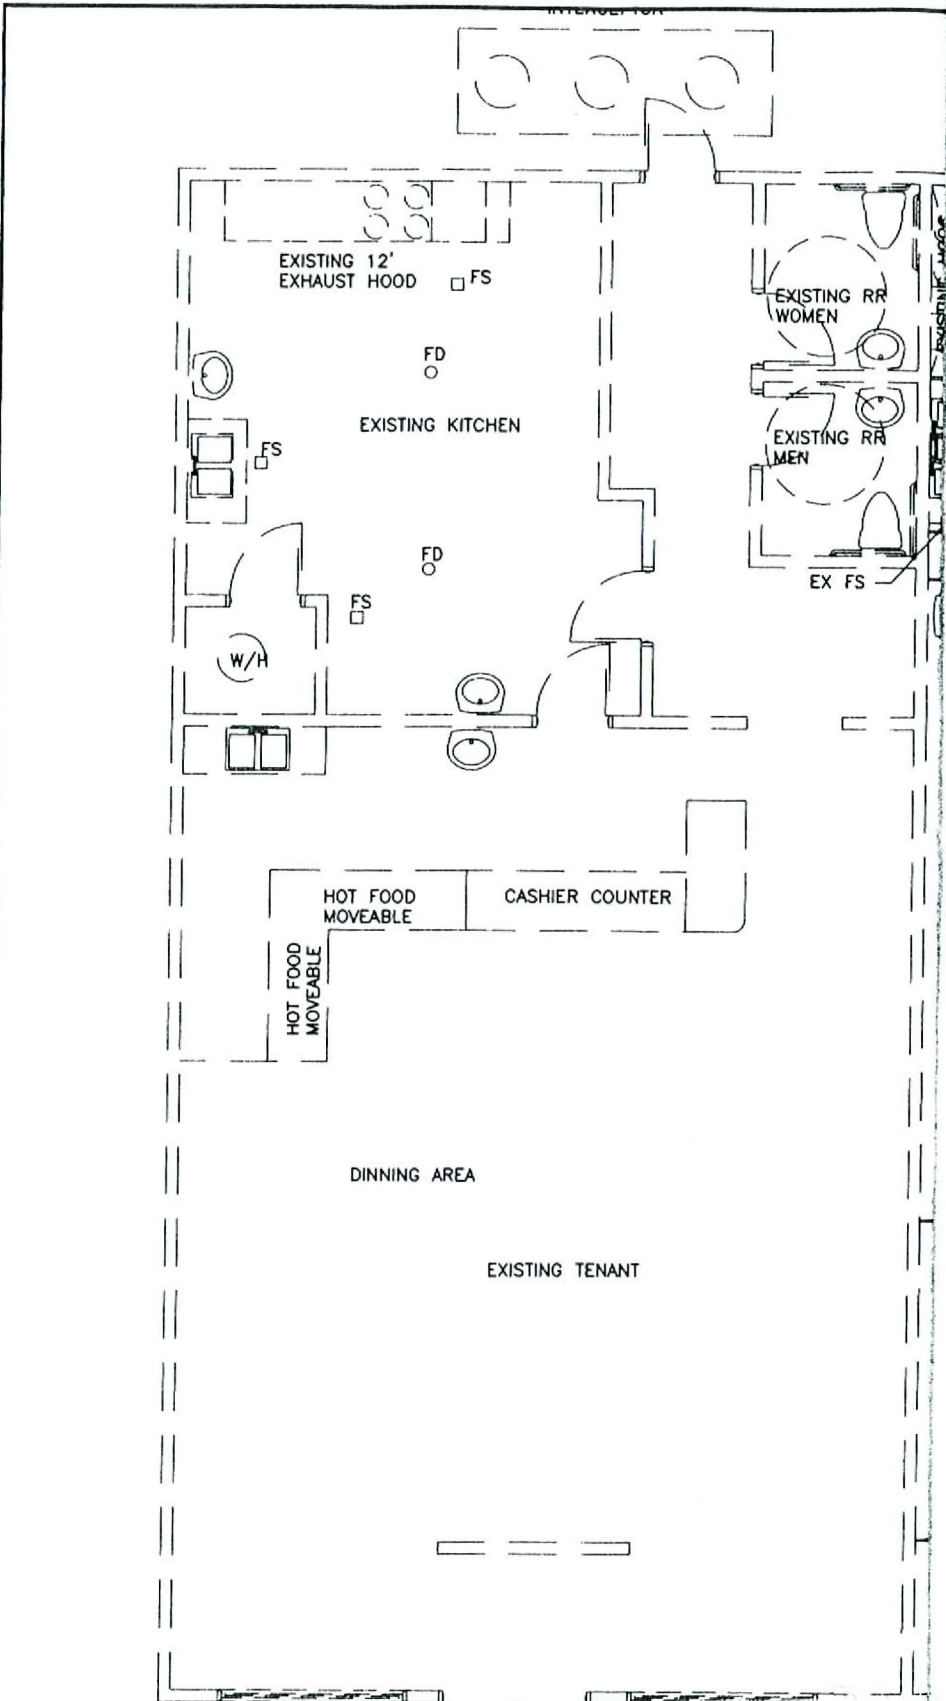 INTERCEPTOR
EXISTING 12'
EXHAUST HOOD
FS
FD
EXISTING KITCHEN
FS
FD
FS
W/H
EXISTING RR
WOMEN
EXISTING RR
MEN
EX FS
HOT FOOD
MOVEABLE
CASHIER COUNTER
HOT FOOD
MOVEABLE
DINNING AREA
EXISTING TENANT